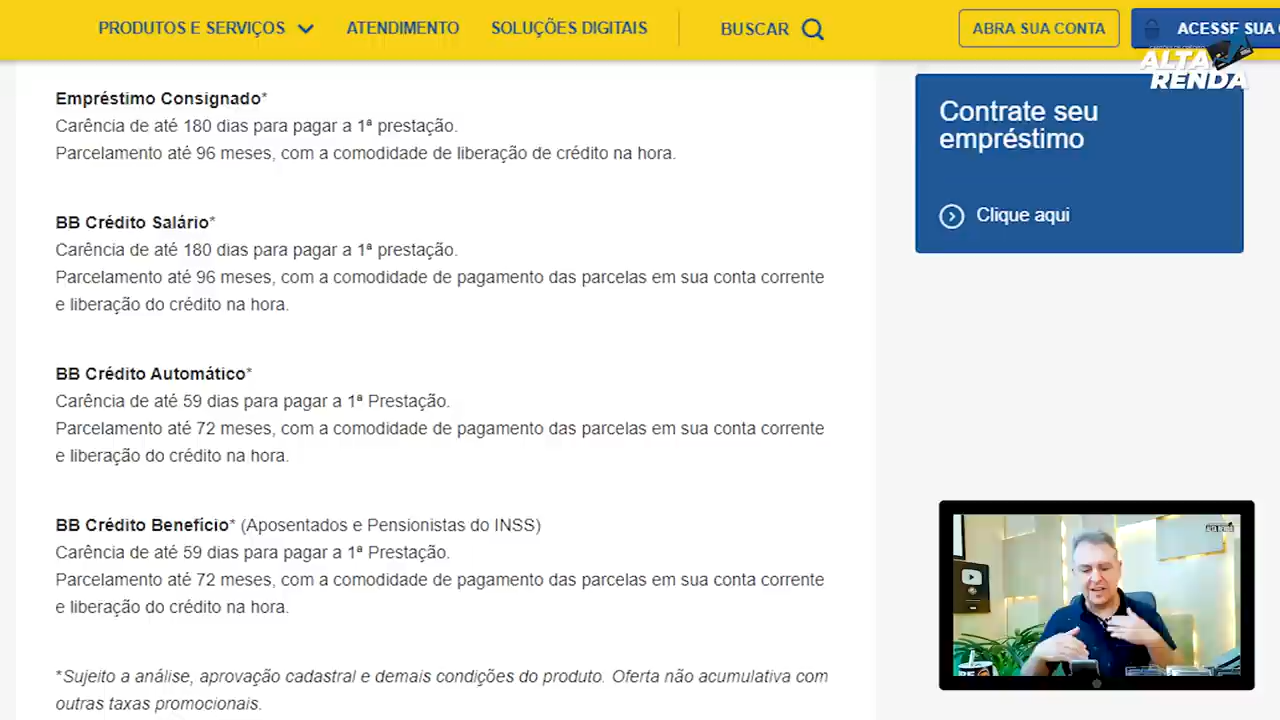 PRODUTOS E SERVIÇOS
ATENDIMENTO
SOLUÇÕES DIGITAIS
BUSCAR
ABRA SUA CONTA
ACESSE SUA
ALTA
RENDA
Empréstimo Consignado*
Carência de até 180 dias para pagar a 1ª prestação.
Parcelamento até 96 meses, com a comodidade de liberação de crédito na hora.
BB Crédito Salário*
Carência de até 180 dias para pagar a 1ª prestação.
Parcelamento até 96 meses, com a comodidade de pagamento das parcelas em sua conta corrente
e liberação do crédito na hora.
BB Crédito Automático*
Carência de até 59 dias para pagar a 1ª Prestação.
Parcelamento até 72 meses, com a comodidade de pagamento das parcelas em sua conta corrente
e liberação do crédito na hora.
BB Crédito Benefício* (Aposentados e Pensionistas do INSS)
Carência de até 59 dias para pagar a 1ª Prestação.
Parcelamento até 72 meses, com a comodidade de pagamento das parcelas em sua conta corrente
e liberação do crédito na hora.
*Sujeito a análise, aprovação cadastral e demais condições do produto. Oferta não acumulativa com
outras taxas promocionais.
Contrate seu
empréstimo
Clique aqui
ALTA RENDA